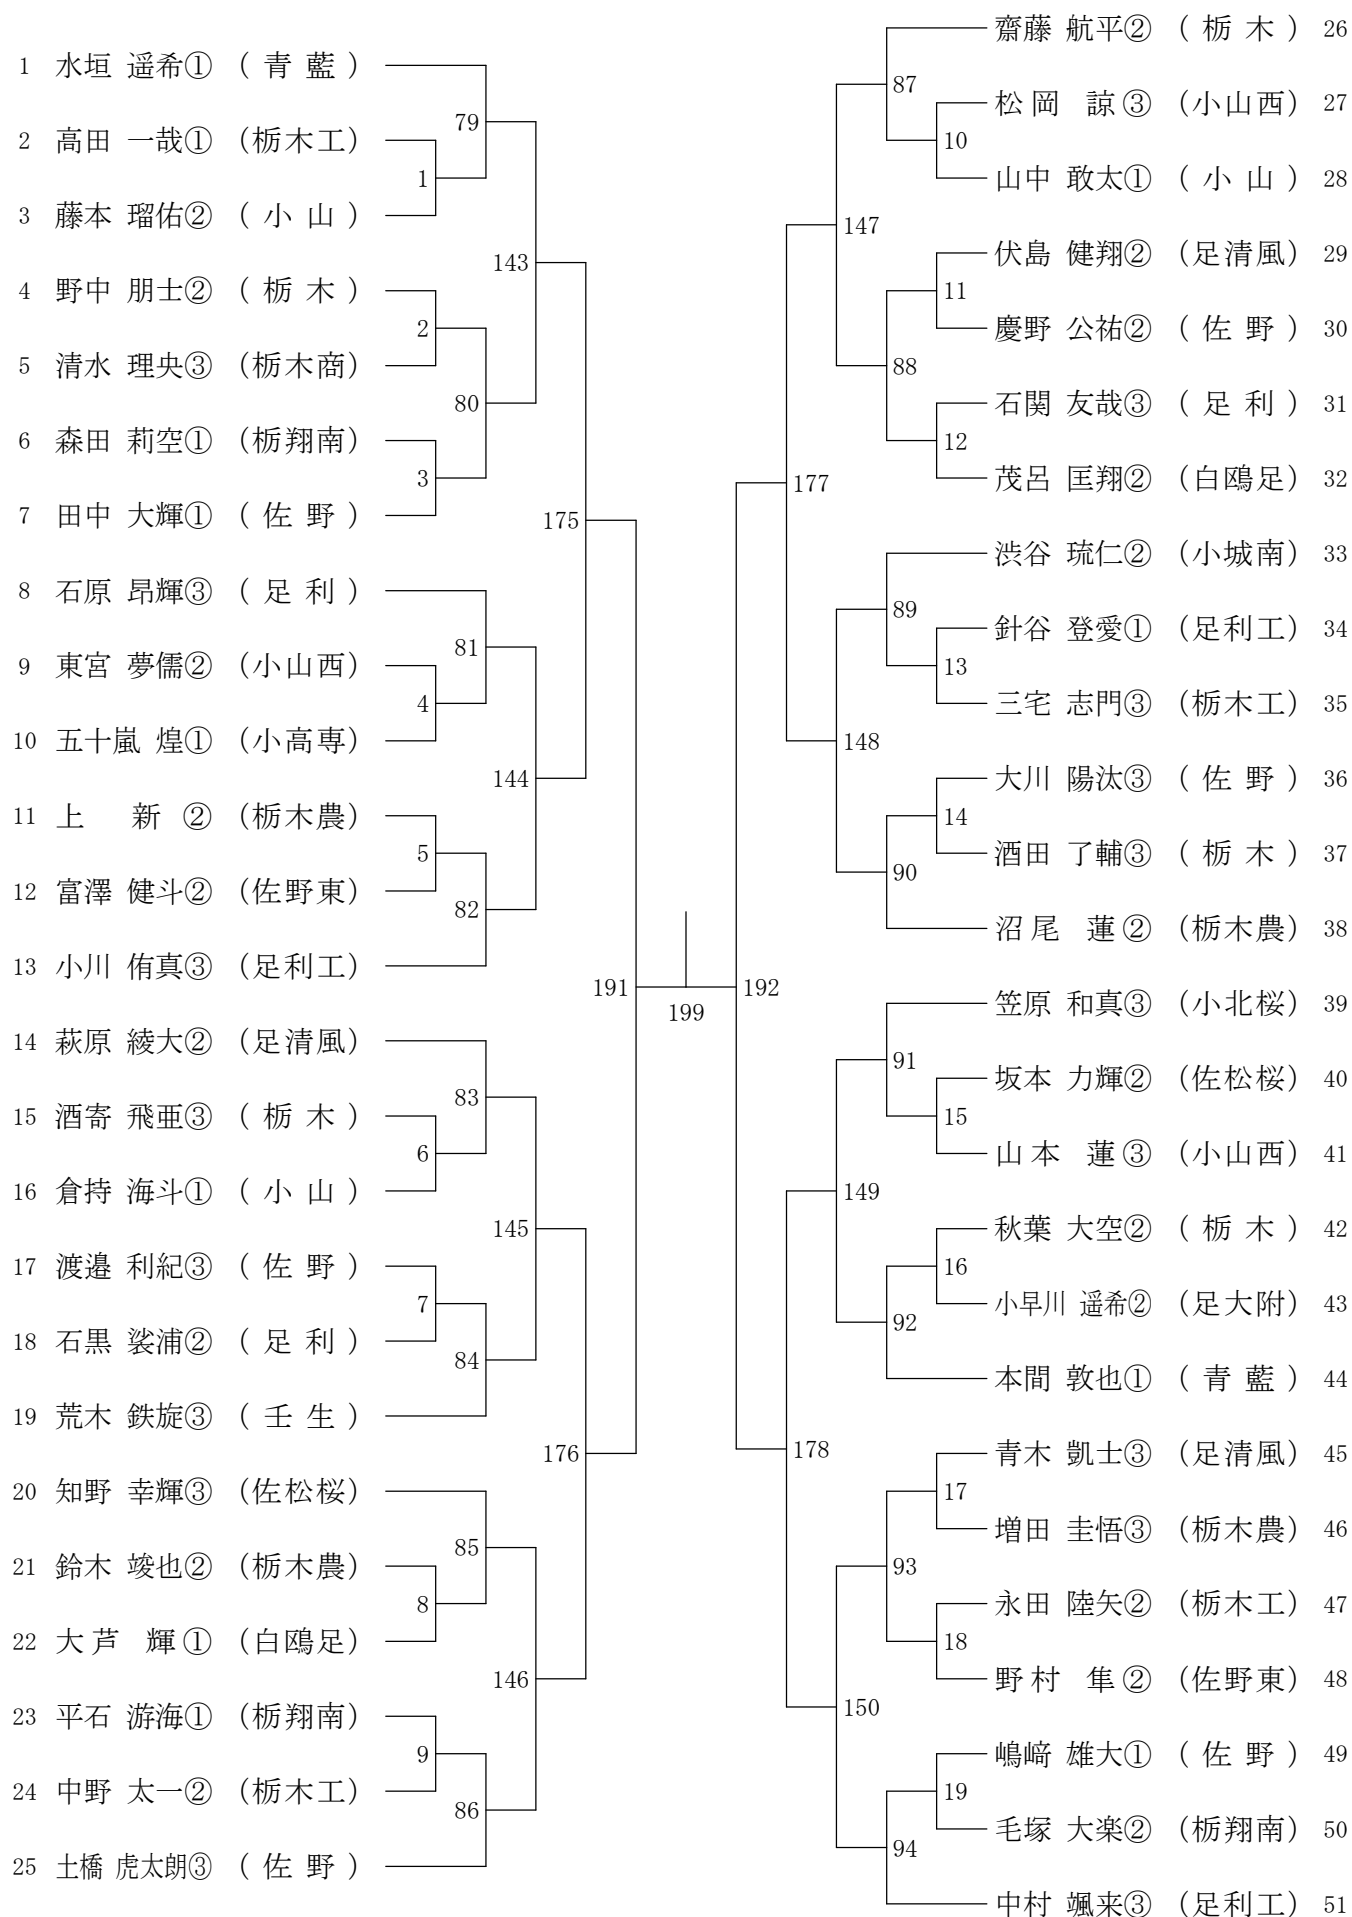 1 水垣 遥希① （ 青 藍 ）
2 高田 一哉① （栃木工）
3 藤本 瑠佑② （ 小 山 ）
4 野中 朋士② （ 栃 木 ）
5 清水 理央③ （栃木商）
6 森田 莉空① （栃翔南）
7 田中 大輝① （ 佐 野 ）
8 石原 昂輝③ （ 足 利 ）
9 東宮 夢儒② （小山西）
10 五十嵐 煌① （小高専）
11 上 新 ② （栃木農）
12 富澤 健斗② （佐野東）
13 小川 侑真③ （足利工）
14 萩原 綾大② （足清風）
15 酒寄 飛亜③ （ 栃 木 ）
16 倉持 海斗① （ 小 山 ）
17 渡邉 利紀③ （ 佐 野 ）
18 石黒 裟浦② （ 足 利 ）
19 荒木 鉄旋③ （ 壬 生 ）
20 知野 幸輝③ （佐松桜）
21 鈴木 竣也② （栃木農）
22 大芦 輝① （白鴎足）
23 平石 游海① （栃翔南）
24 中野 太一② （栃木工）
25 土橋 虎太朗③ （ 佐 野 ）
1
2
3
4
5
6
7
8
9
79
80
81
82
83
84
85
86
143
144
145
146
175
176
191
199
192
177
178
147
148
149
150
87
88
89
90
91
92
93
94
10
11
12
13
14
15
16
17
18
19
齋藤 航平② （ 栃 木 ） 26
松岡 諒③ （小山西） 27
山中 敢太① （ 小 山 ） 28
伏島 健翔② （足清風） 29
慶野 公祐② （ 佐 野 ） 30
石関 友哉③ （ 足 利 ） 31
茂呂 匡翔② （白鴎足） 32
渋谷 琉仁② （小城南） 33
針谷 登愛① （足利工） 34
三宅 志門③ （栃木工） 35
大川 陽汰③ （ 佐 野 ） 36
酒田 了輔③ （ 栃 木 ） 37
沼尾 蓮② （栃木農） 38
笠原 和真③ （小北桜） 39
坂本 力輝② （佐松桜） 40
山本 蓮③ （小山西） 41
秋葉 大空② （ 栃 木 ） 42
小早川 遥希② （足大附） 43
本間 敦也① （ 青 藍 ） 44
青木 凱士③ （足清風） 45
増田 圭悟③ （栃木農） 46
永田 陸矢② （栃木工） 47
野村 隼② （佐野東） 48
嶋﨑 雄大① （ 佐 野 ） 49
毛塚 大楽② （栃翔南） 50
中村 颯来③ （足利工） 51